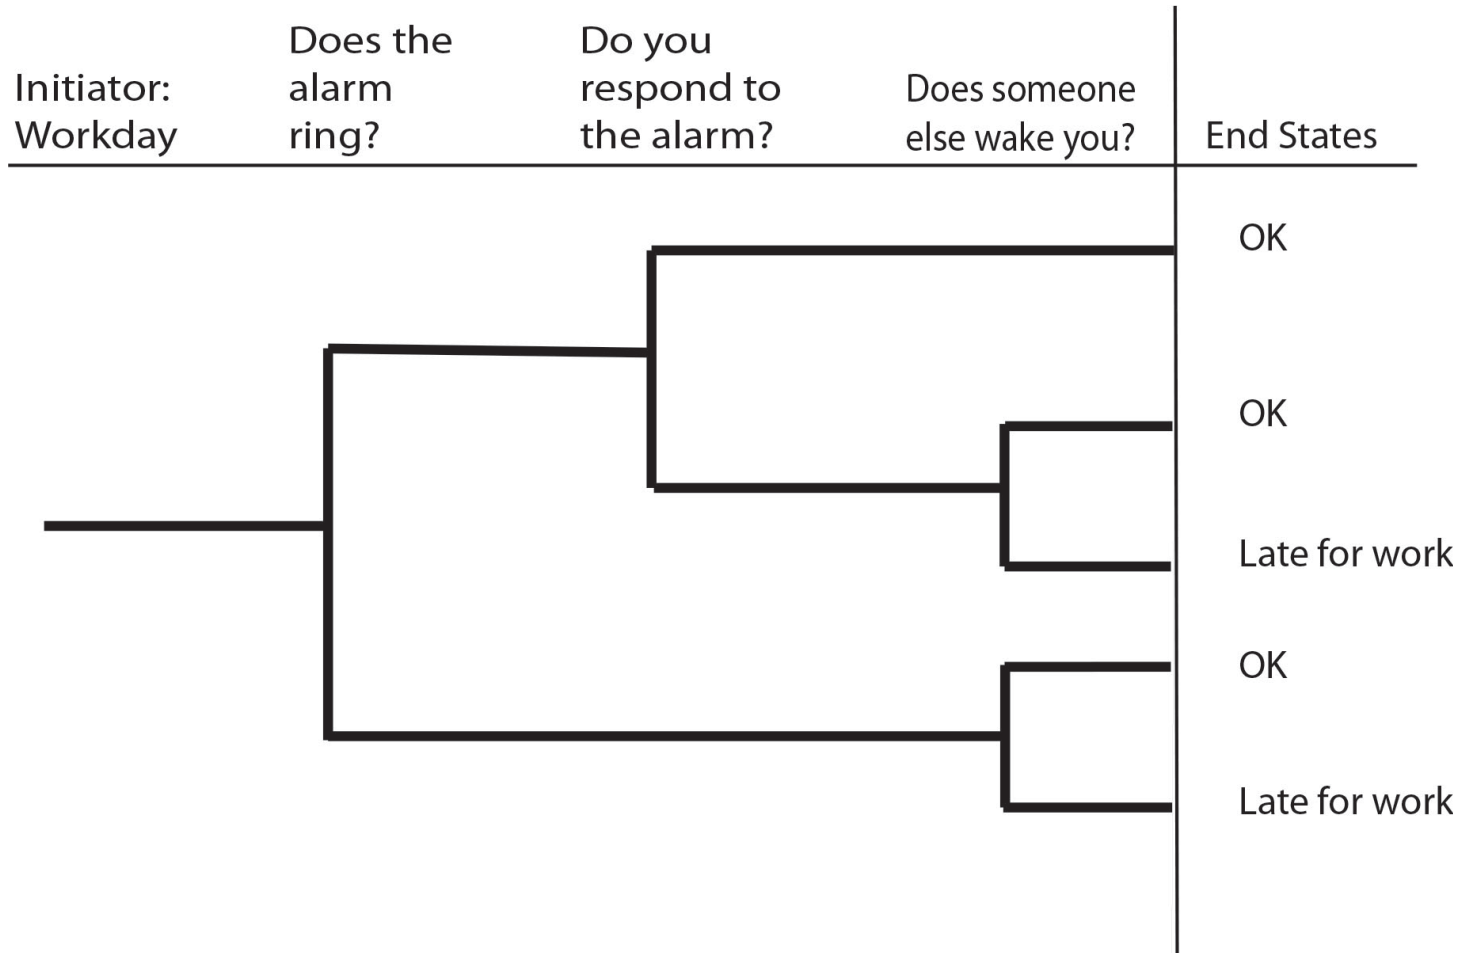 Initiator:
Workday
Does the
alarm
ring?
Do you
respond to
the alarm?
Does someone
else wake you?
End States
OK
OK
Late for work
OK
Late for work